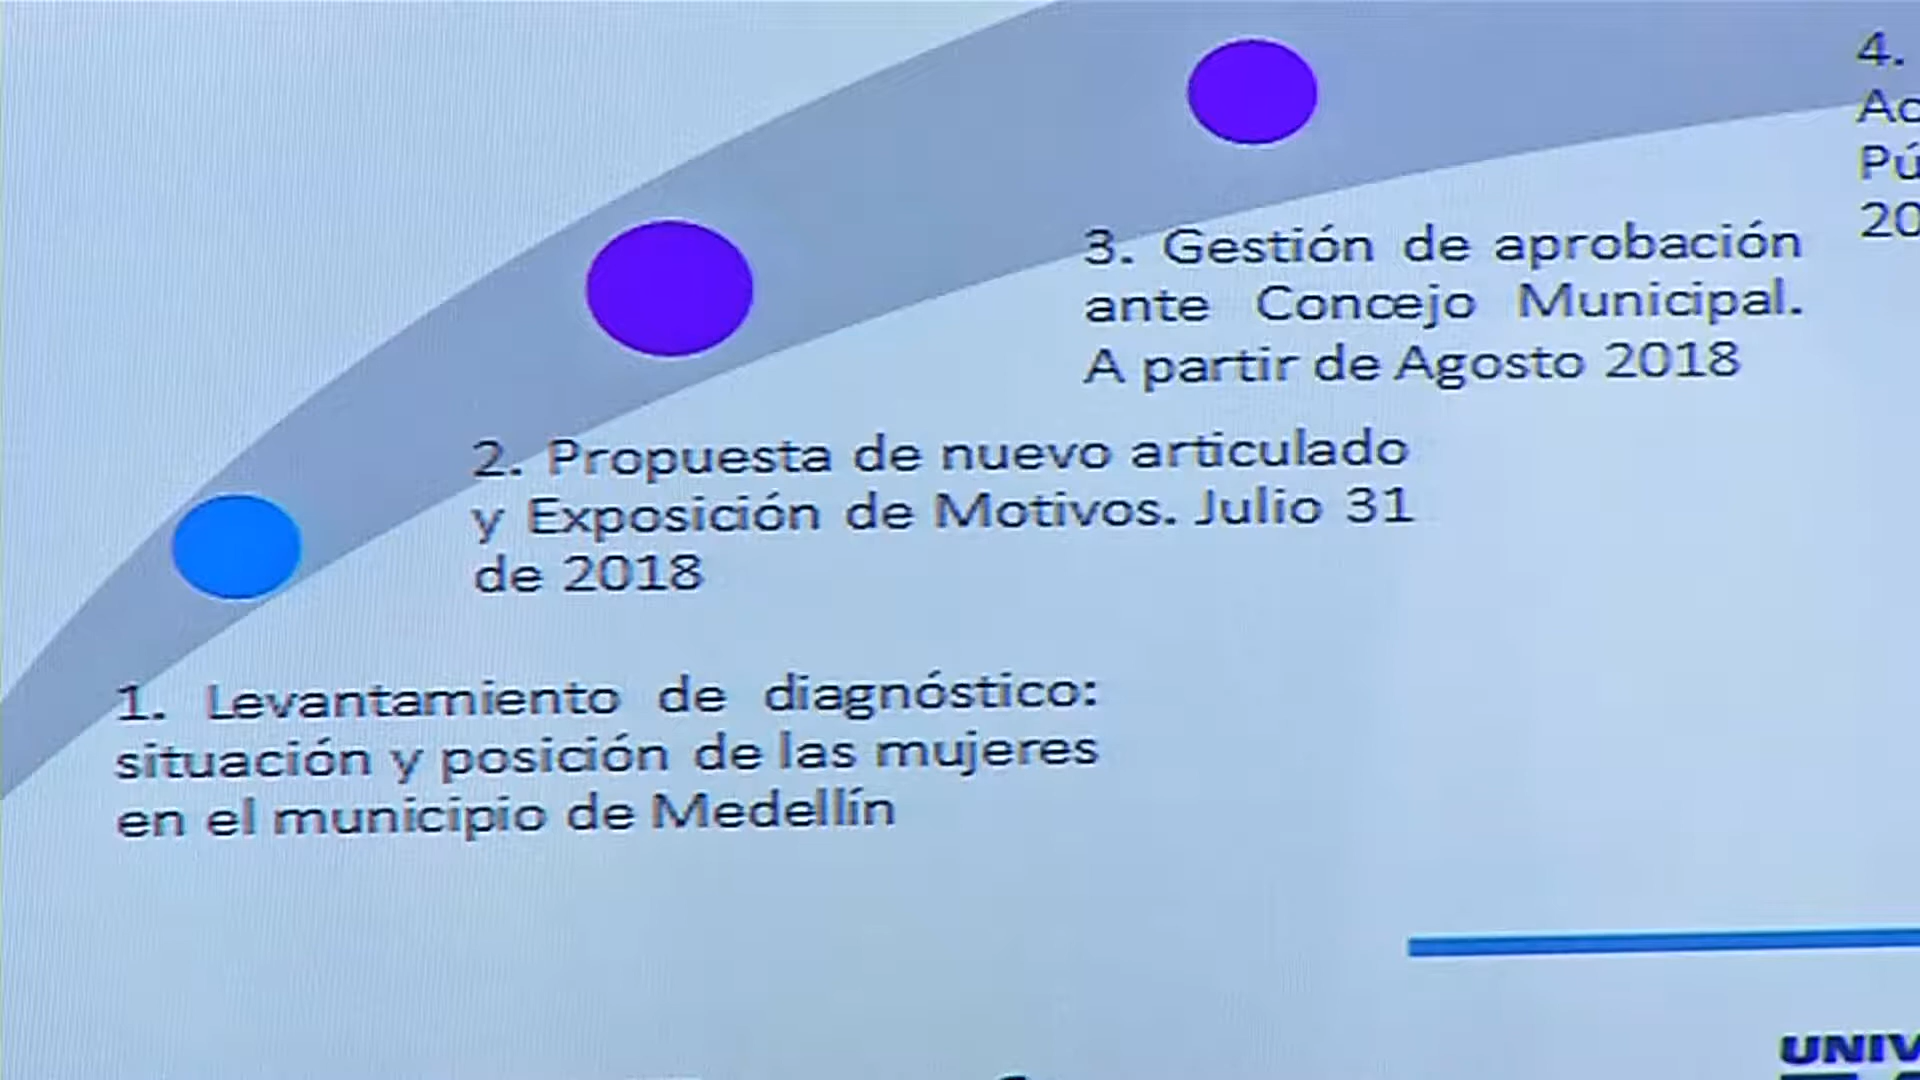 1. Levantamiento de diagnóstico:
situación y posición de las mujeres
en el municipio de Medellín
2. Propuesta de nuevo articulado
y Exposición de Motivos. Julio 31
de 2018
3. Gestión de aprobación
ante Concejo Municipal.
A partir de Agosto 2018
4.